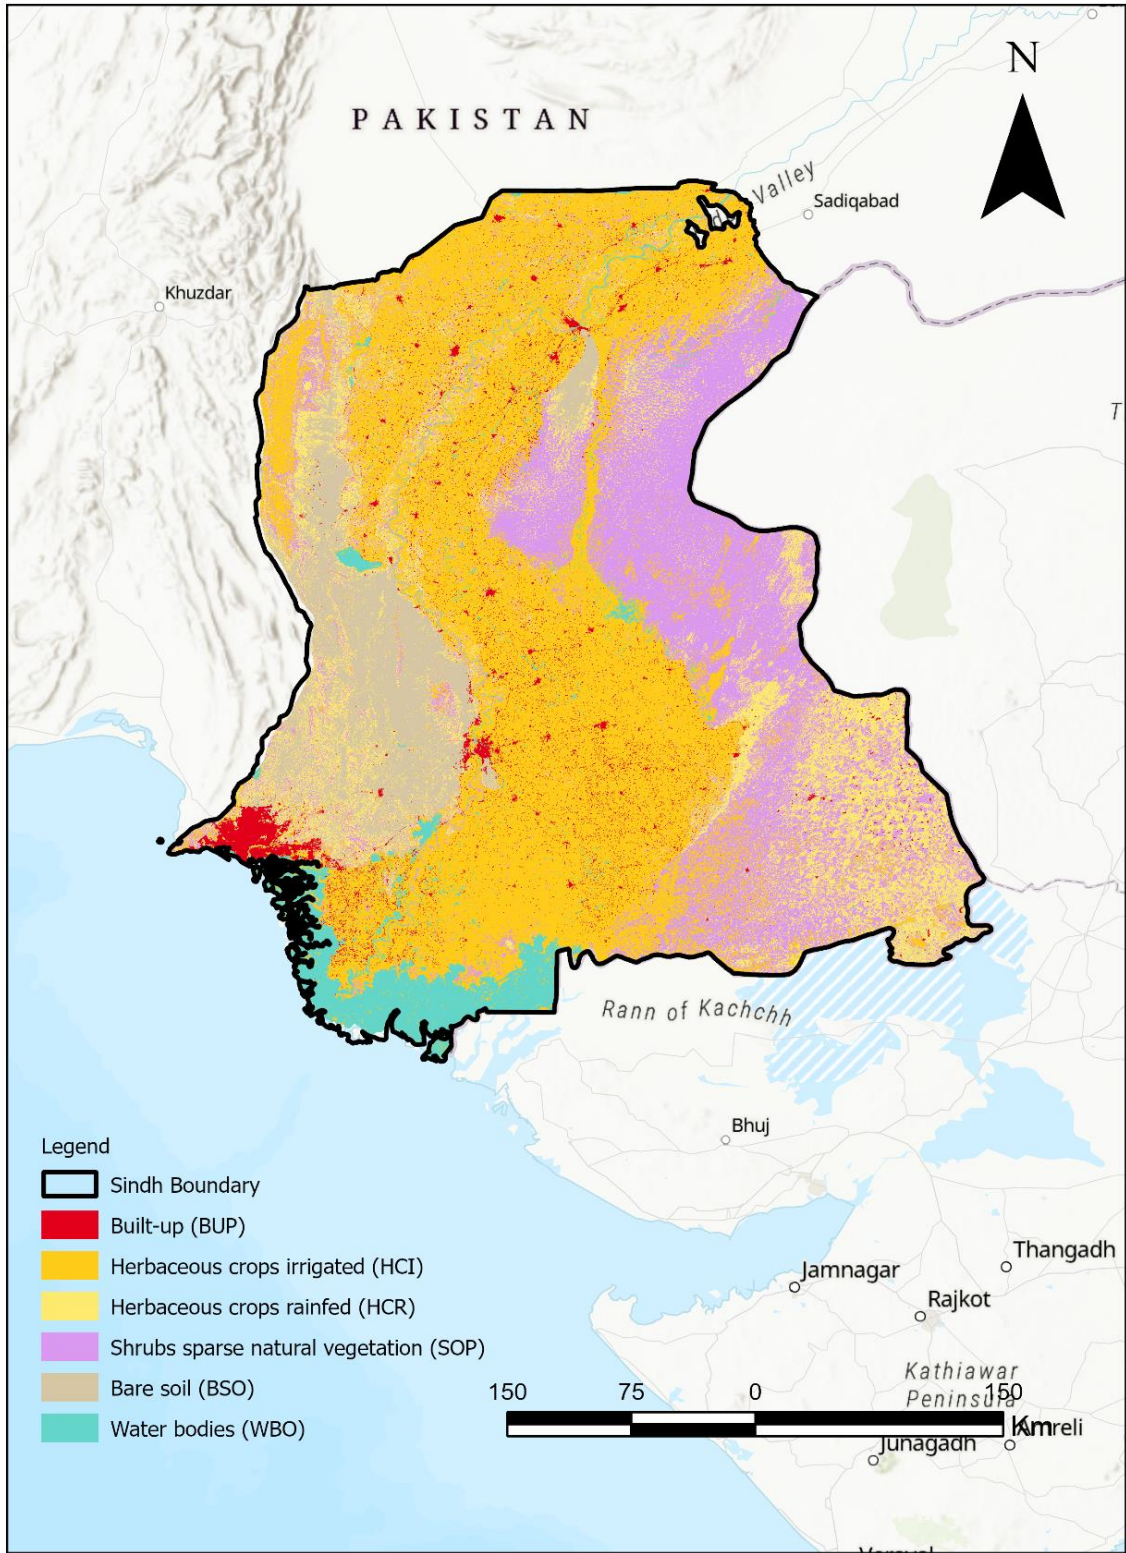 N
PAKISTAN
Valley
d
Sadiqabad
Khuzdar
T
Rann of Kachchh
Bhuj
Legend
Sindh Boundary
Built-up (BUP)
Herbaceous crops irrigated (HCI)
Herbaceous crops rainfed (HCR)
Shrubs sparse natural vegetation (SOP)
Bare soil (BSO)
Water bodies (WBO)
Thangadh
Jamnagar
Rajkot
Kathiawar
Peninsula
150 75 0 150
Km
Amreli
Junagadh